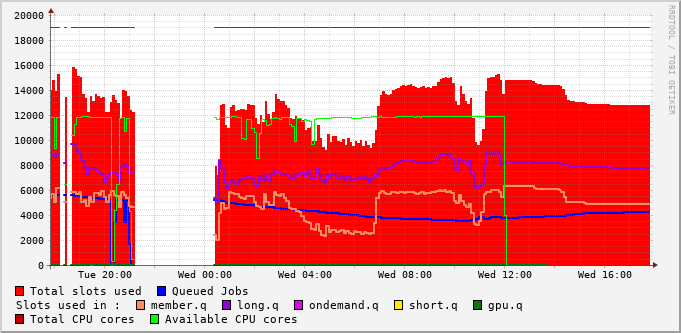 RRDTOOL / TOBI OETIKER
20000
18000
16000
14000
12000
10000
8000
6000
4000
2000
0
Tue 20:00 Wed 00:00 Wed 04:00 Wed 08:00 Wed 12:00 Wed 16:00
Total slots used Queued Jobs
Slots used in : member.q long.q ondemand.q short.q gpu.q
Total CPU cores Available CPU cores